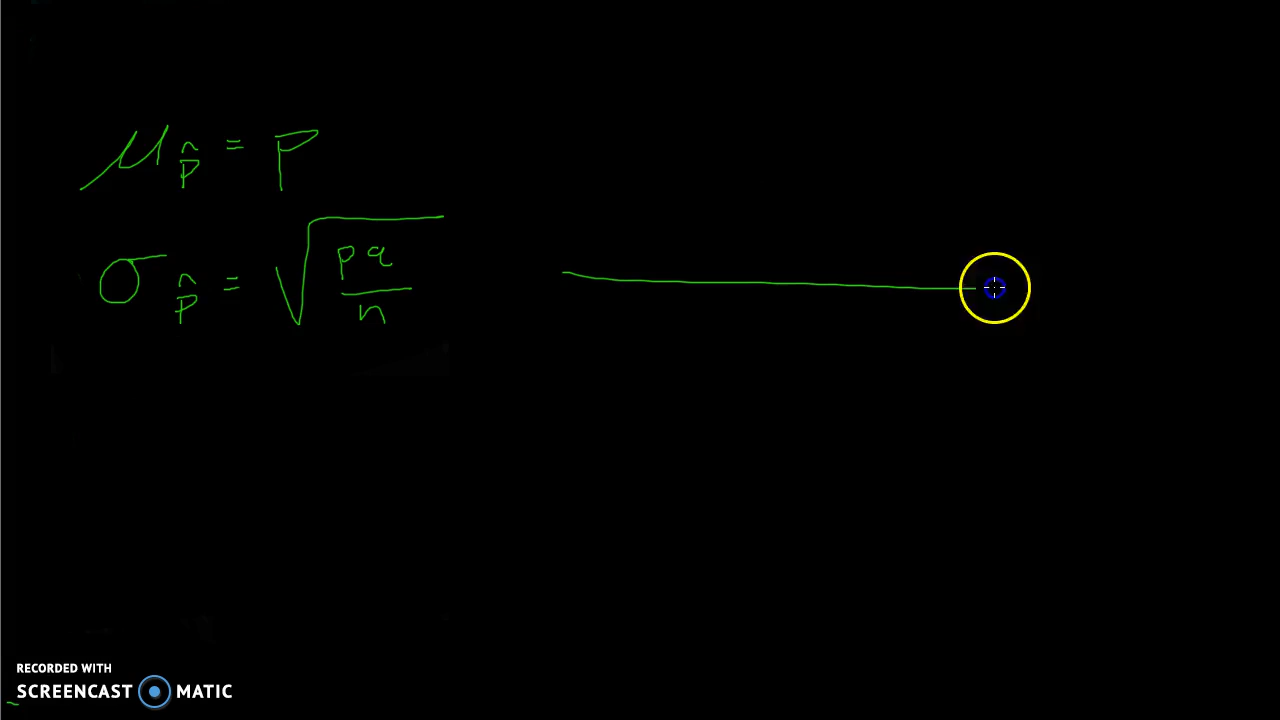 μ_p̂ = p
σ_p̂ = √(pq/n)
RECORDED WITH
SCREENCAST MATIC